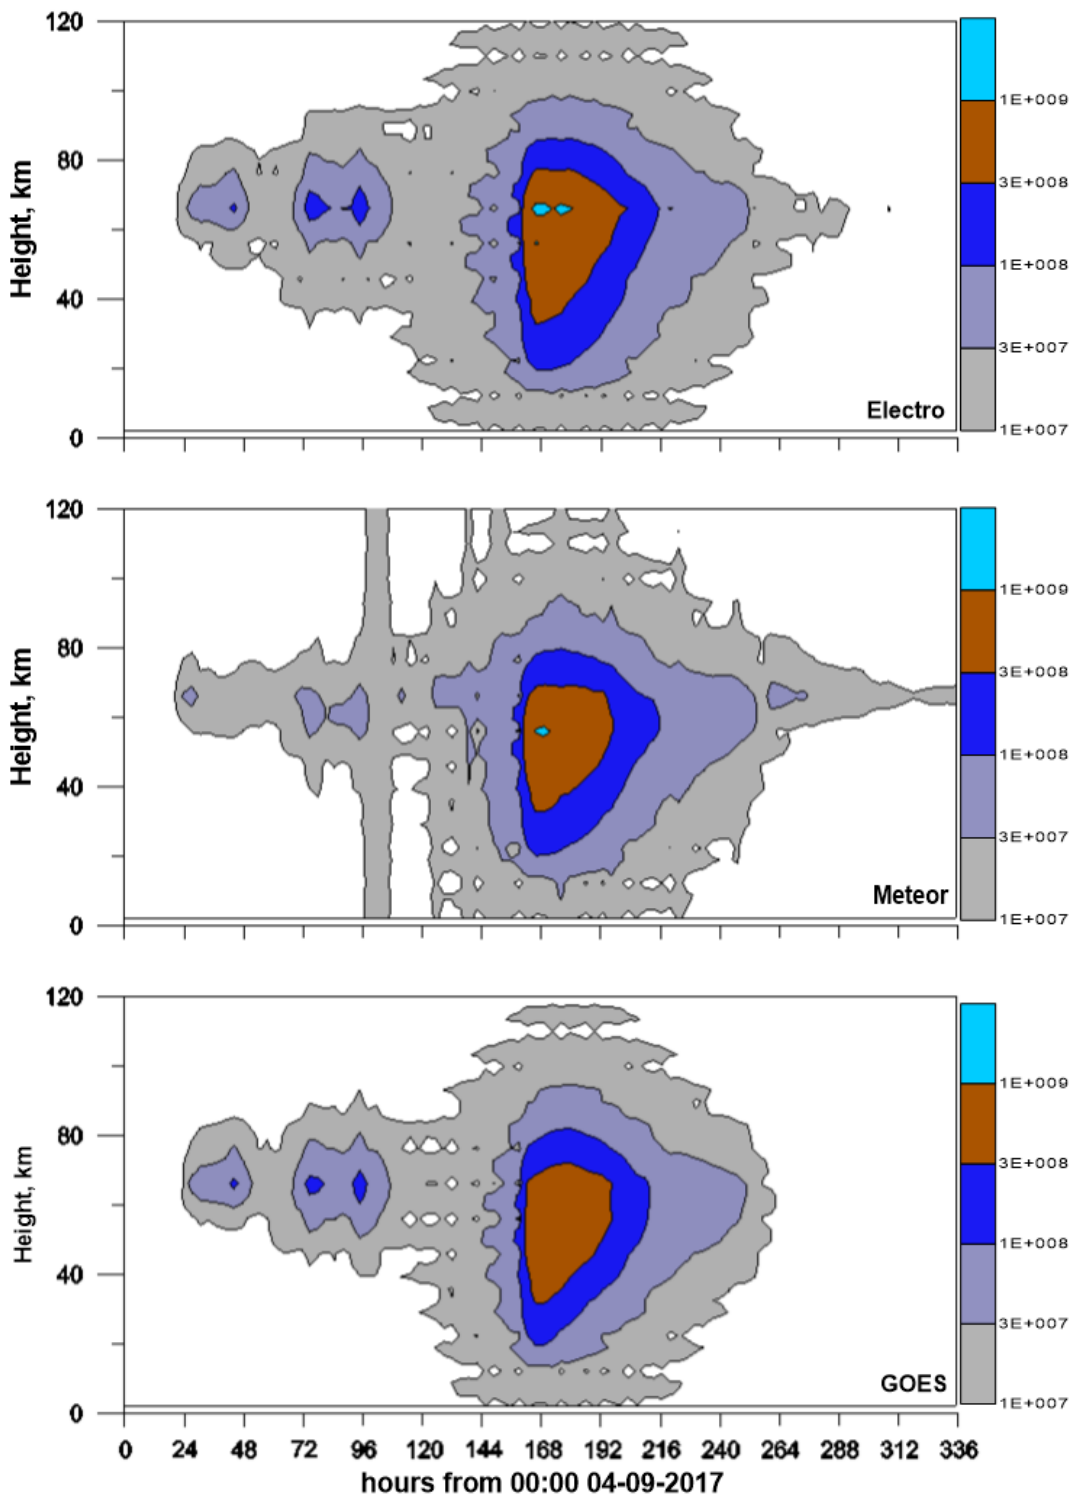 120
80
40
0
Height, km
Electro
1E+009
3E+008
1E+008
3E+007
1E+007
120
80
40
0
Height, km
Meteor
1E+009
3E+008
1E+008
3E+007
1E+007
120
80
40
0
Height, km
GOES
1E+009
3E+008
1E+008
3E+007
1E+007
0 24 48 72 96 120 144 168 192 216 240 264 288 312 336
hours from 00:00 04-09-2017